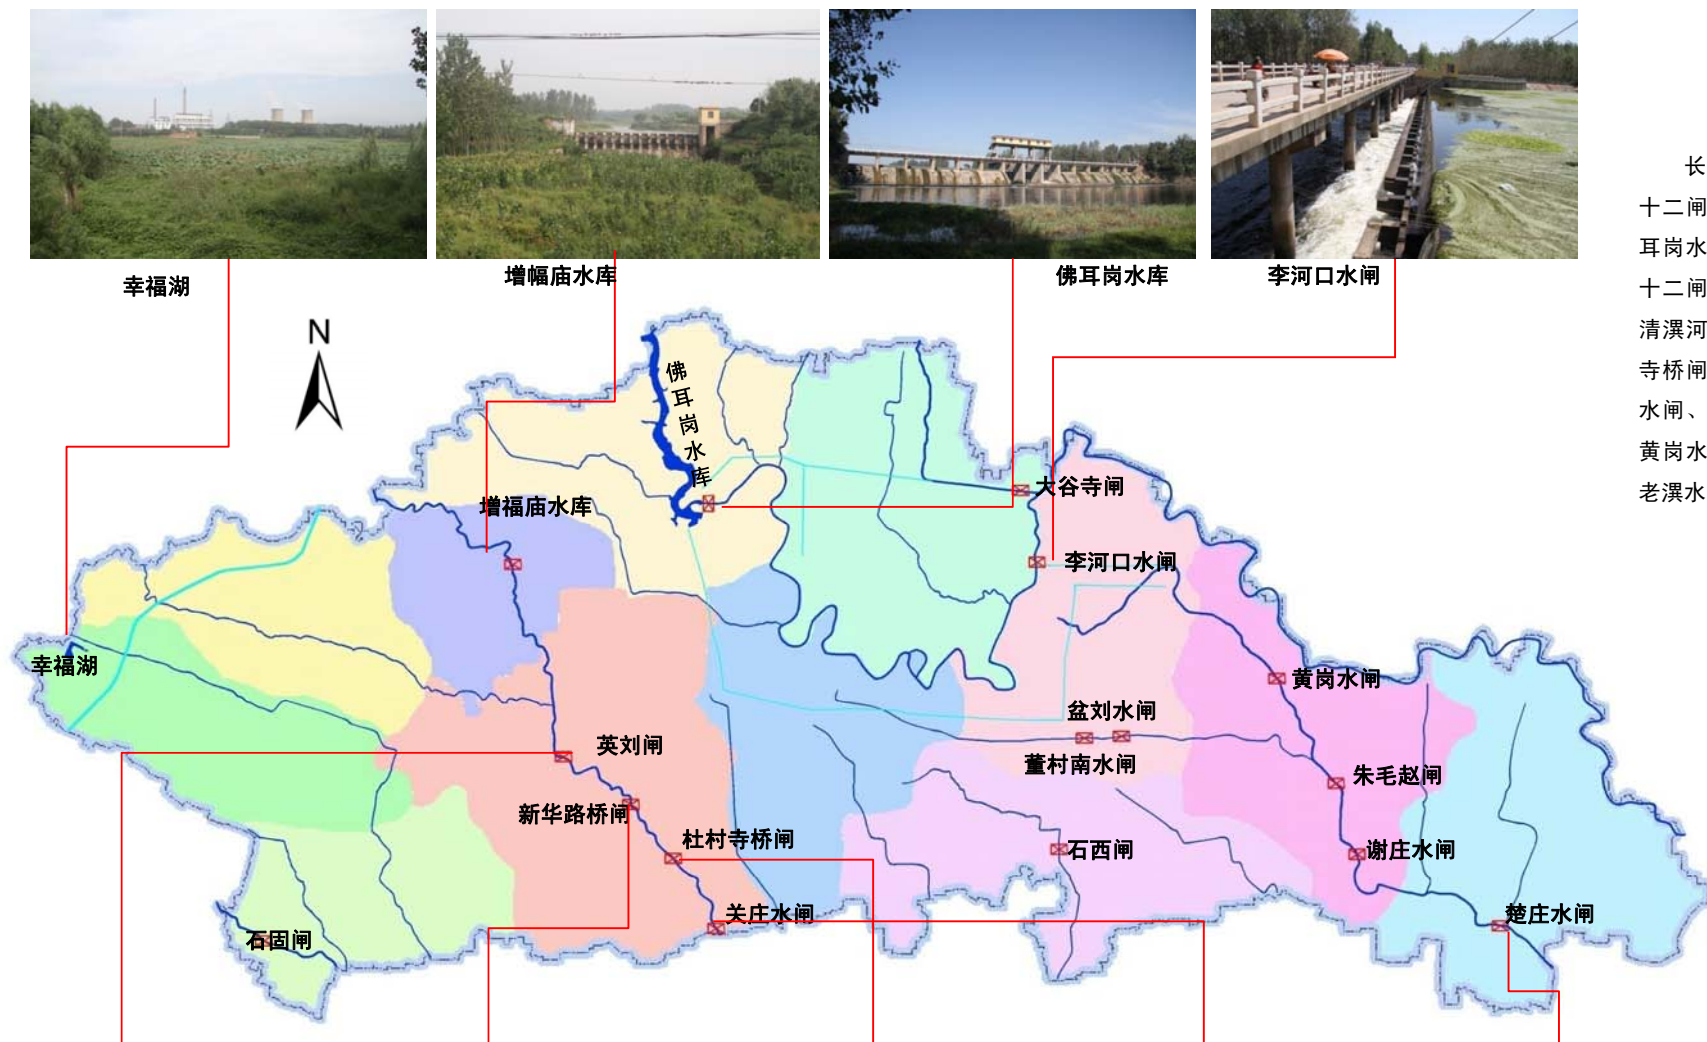 幸福湖
增幅庙水库
佛耳岗水库
李河口水闸
长
十二闸
耳岗水
十二闸
清潩河
寺桥闸
水闸、
黄岗水
老潩水
N
佛耳岗水库
大谷寺闸
增福庙水库
李河口水闸
幸福湖
黄岗水闸
盆刘水闸
英刘闸
董村南水闸
朱毛赵闸
新华路桥闸
杜村寺桥闸
石西闸
谢庄水闸
关庄水闸
楚庄水闸
石固闸